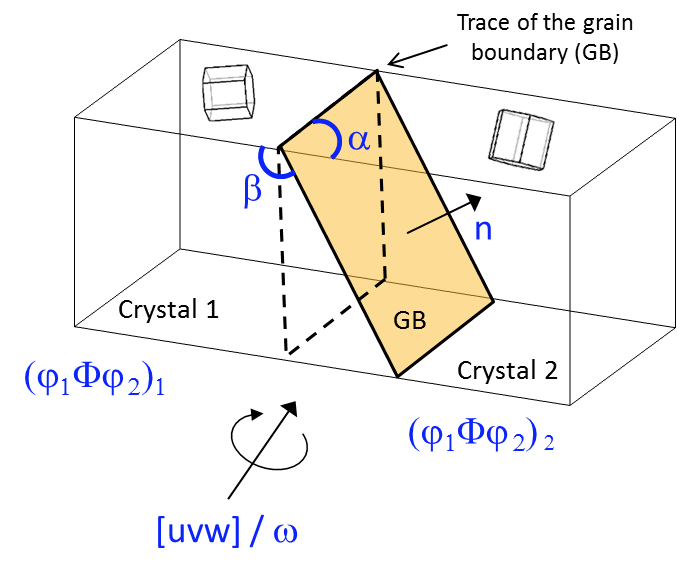 Trace of the grain
boundary (GB)
α
β
n
Crystal 1
GB
Crystal 2
(φ₁Φφ₂)₁
(φ₁Φφ₂)₂
[uvw] / ω